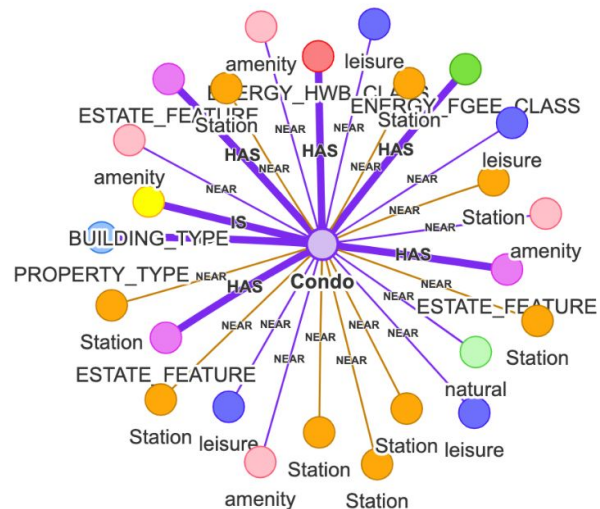 amenity
leisure
ENERGY_HWB_CLASS
ESTATE_FEATURE
ENERGY_FGEE_CLASS
NEAR
Station
Station
NEAR
HAS
HAS
HAS
leisure
NEAR
NEAR
amenity
NEAR
NEAR
NEAR
Station
IS
NEAR
BUILDING_TYPE
HAS
amenity
PROPERTY_TYPE
NEAR
Condo
NEAR
HAS
NEAR
ESTATE_FEATURE
NEAR
NEAR
NEAR
NEAR
NEAR
Station
Station
NEAR
NEAR
ESTATE_FEATURE
natural
Station
leisure
Station
leisure
Station
amenity
Station